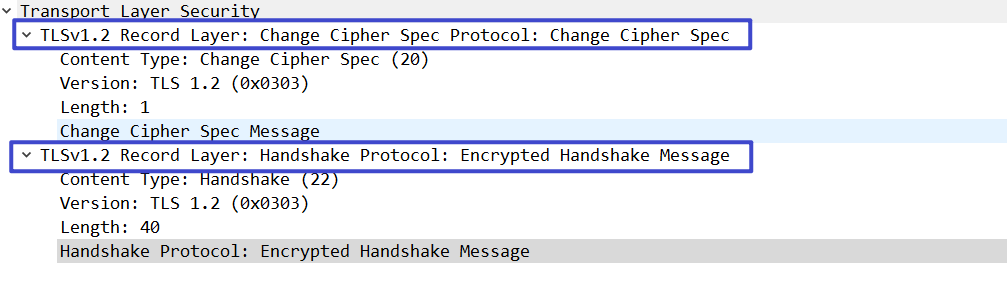 Transport Layer Security
TLSv1.2 Record Layer: Change Cipher Spec Protocol: Change Cipher Spec
Content Type: Change Cipher Spec (20)
Version: TLS 1.2 (0x0303)
Length: 1
Change Cipher Spec Message
TLSv1.2 Record Layer: Handshake Protocol: Encrypted Handshake Message
Content Type: Handshake (22)
Version: TLS 1.2 (0x0303)
Length: 40
Handshake Protocol: Encrypted Handshake Message